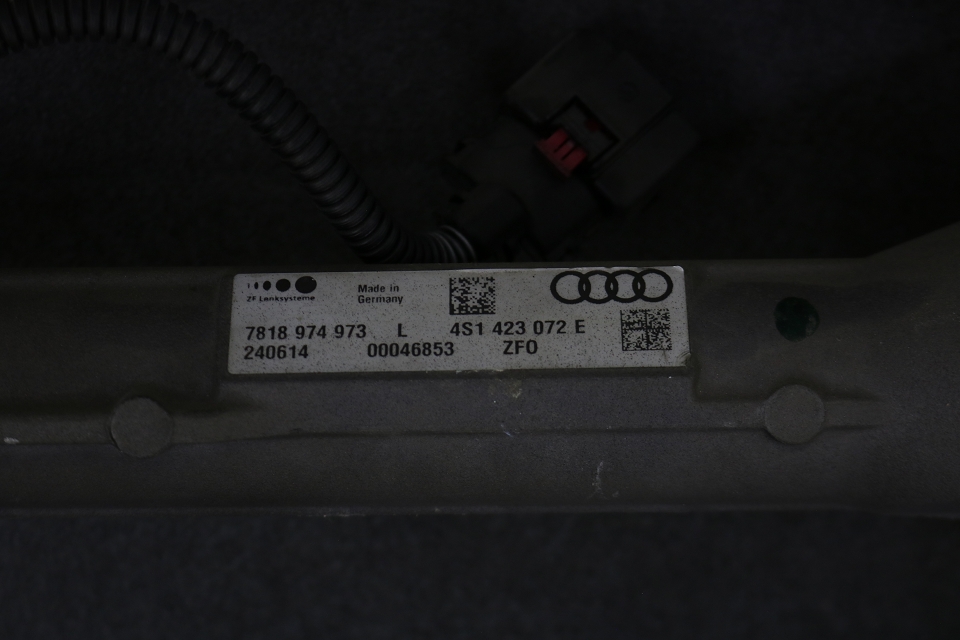 ZF Lenksysteme
Made in
Germany
7818 974 973 L 4S1 423 072 E
240614 00046853 ZF0